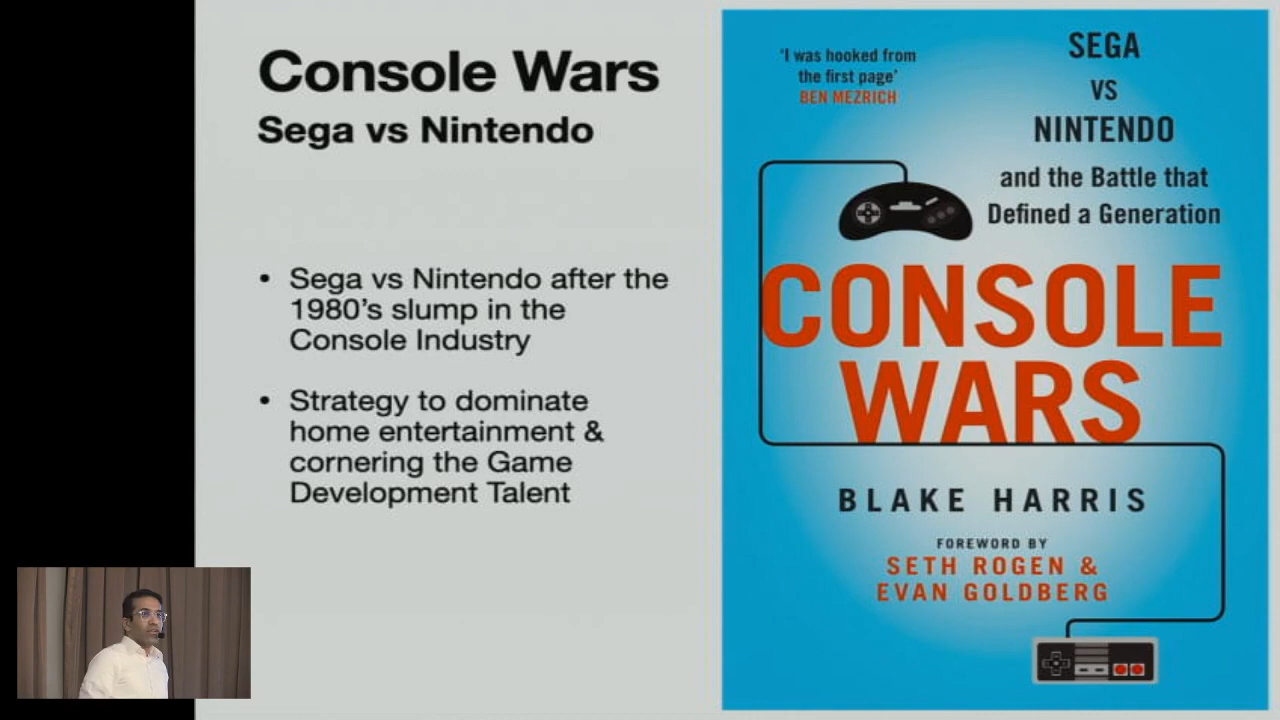 Console Wars
Sega vs Nintendo
• Sega vs Nintendo after the
1980's slump in the
Console Industry
• Strategy to dominate
home entertainment &
cornering the Game
Development Talent
'I was hooked from
the first page'
BEN MEZRICH
SEGA
VS
NINTENDO
and the Battle that
Defined a Generation
CONSOLE
WARS
BLAKE HARRIS
FOREWORD BY
SETH ROGEN &
EVAN GOLDBERG